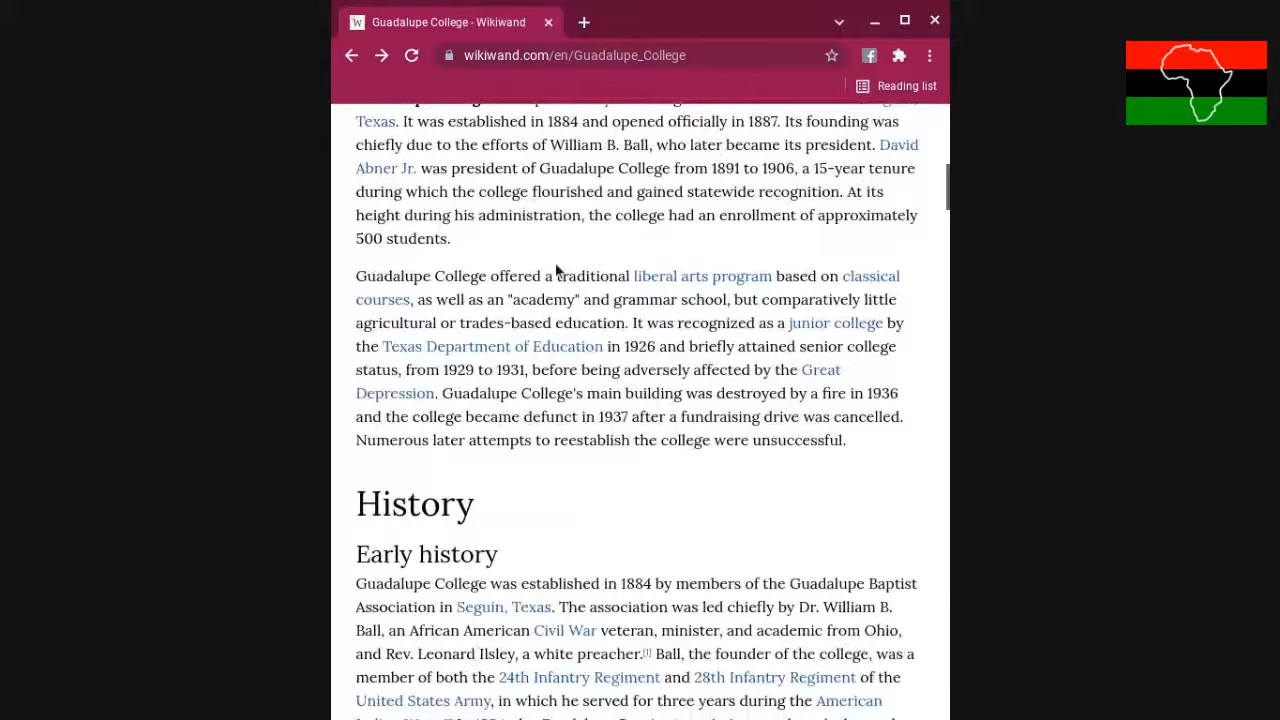 Guadalupe College - Wikiwand
wikiwand.com/en/Guadalupe_College
Reading list
Texas. It was established in 1884 and opened officially in 1887. Its founding was
chiefly due to the efforts of William B. Ball, who later became its president. David
Abner Jr. was president of Guadalupe College from 1891 to 1906, a 15-year tenure
during which the college flourished and gained statewide recognition. At its
height during his administration, the college had an enrollment of approximately
500 students.
Guadalupe College offered a traditional liberal arts program based on classical
courses, as well as an "academy" and grammar school, but comparatively little
agricultural or trades-based education. It was recognized as a junior college by
the Texas Department of Education in 1926 and briefly attained senior college
status, from 1929 to 1931, before being adversely affected by the Great
Depression. Guadalupe College's main building was destroyed by a fire in 1936
and the college became defunct in 1937 after a fundraising drive was cancelled.
Numerous later attempts to reestablish the college were unsuccessful.
History
Early history
Guadalupe College was established in 1884 by members of the Guadalupe Baptist
Association in Seguin, Texas. The association was led chiefly by Dr. William B.
Ball, an African American Civil War veteran, minister, and academic from Ohio,
and Rev. Leonard Ilsley, a white preacher.[1] Ball, the founder of the college, was a
member of both the 24th Infantry Regiment and 28th Infantry Regiment of the
United States Army, in which he served for three years during the American